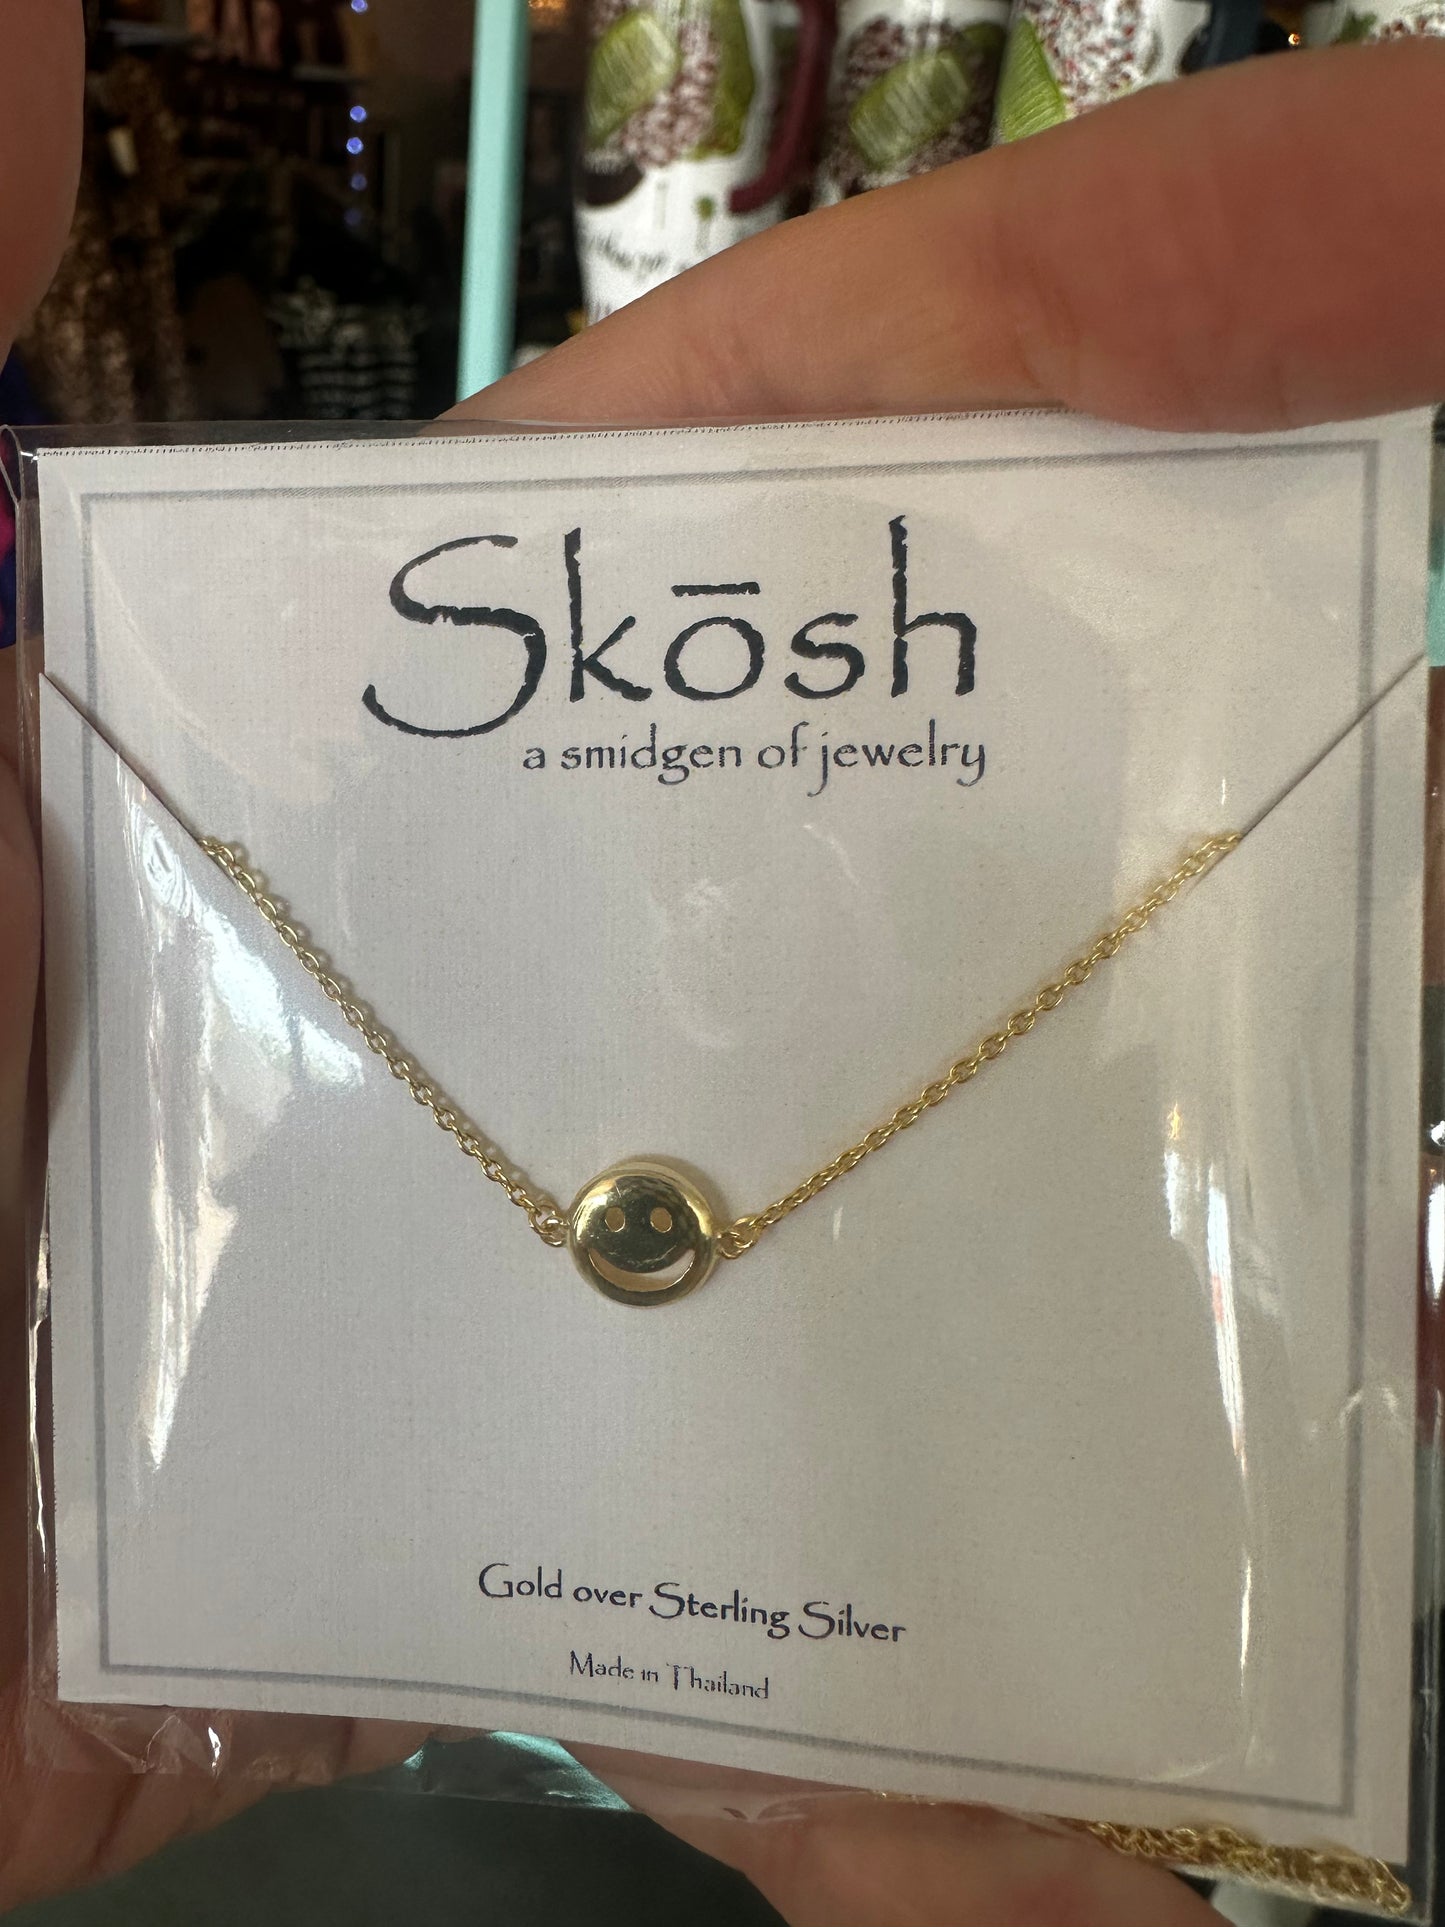 Skōsh
a smidgen of jewelry
Gold over Sterling Silver
Made in Thailand